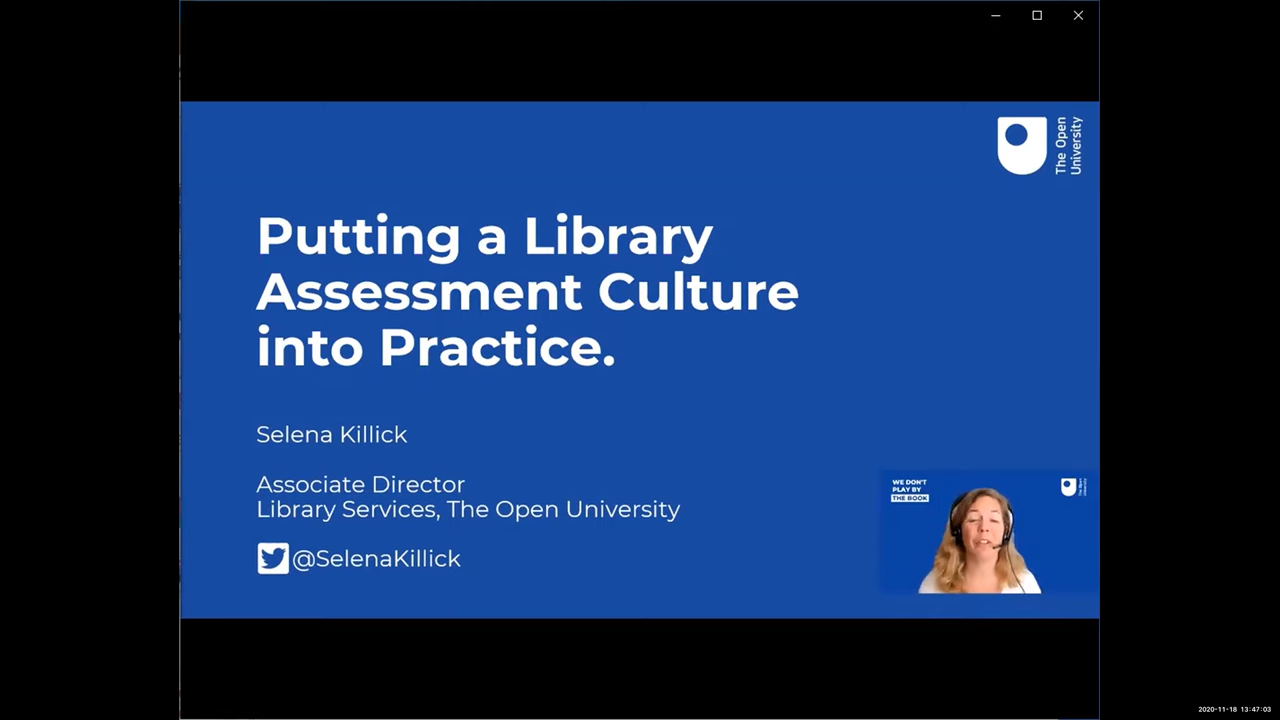 The Open
University
Putting a Library
Assessment Culture
into Practice.
Selena Killick
Associate Director
Library Services, The Open University
@SelenaKillick
WE DON'T
PLAY BY
THE BOOK
2020-11-18 13:47:03